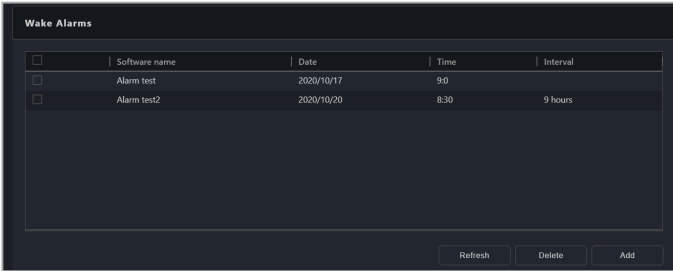 Wake Alarms
Software name Date Time Interval
Alarm test 2020/10/17 9:0
Alarm test2 2020/10/20 8:30 9 hours
Refresh Delete Add